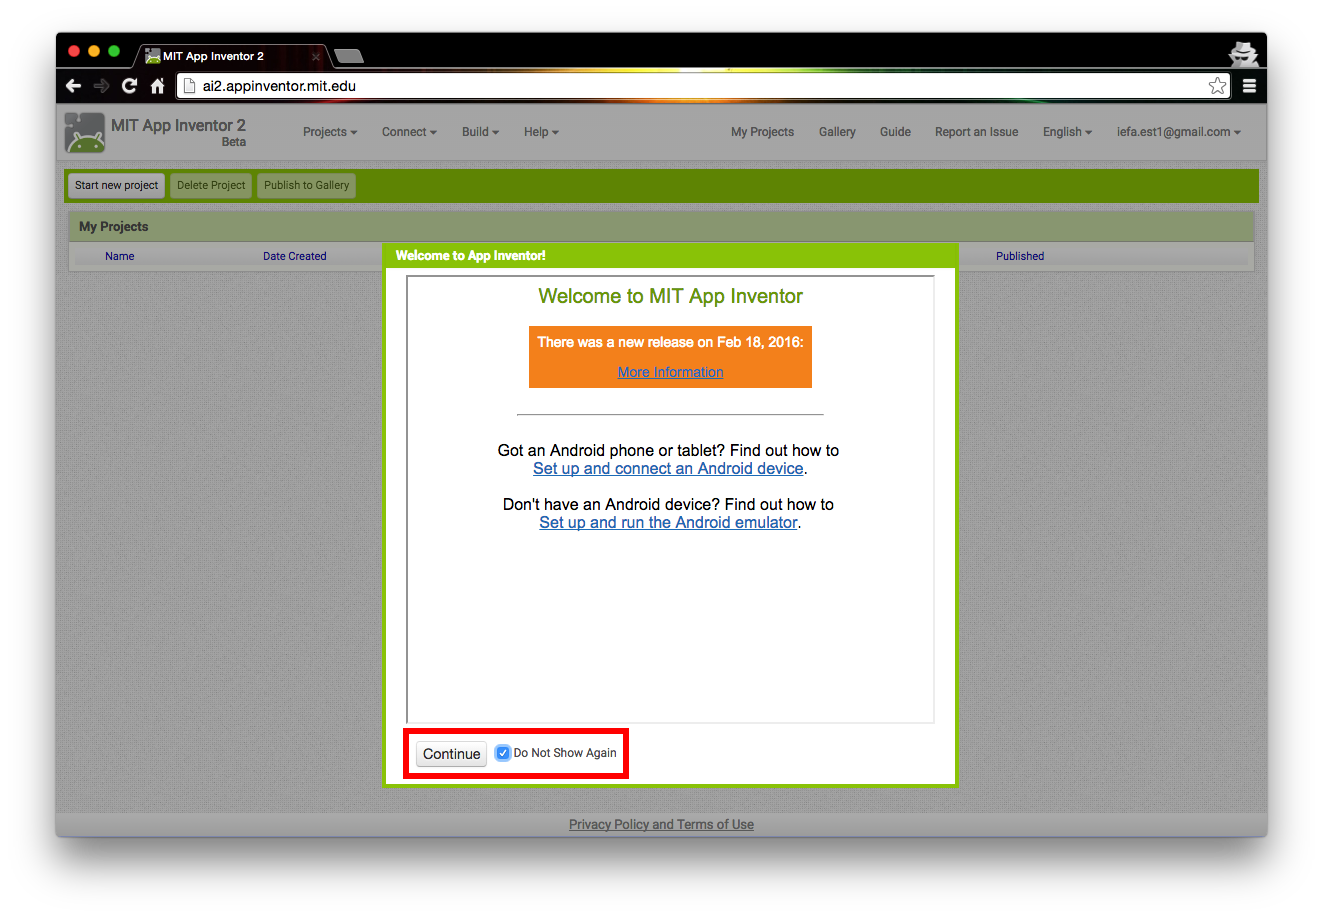 MIT App Inventor 2
ai2.appinventor.mit.edu
MIT App Inventor 2
Beta
Projects
Connect
Build
Help
My Projects
Gallery
Guide
Report an Issue
English
iefa.est1@gmail.com
Start new project
Delete Project
Publish to Gallery
My Projects
Name
Date Created
Published
Welcome to App Inventor!
Welcome to MIT App Inventor
There was a new release on Feb 18, 2016:
More Information
Got an Android phone or tablet? Find out how to
Set up and connect an Android device.
Don't have an Android device? Find out how to
Set up and run the Android emulator.
Continue
Do Not Show Again
Privacy Policy and Terms of Use